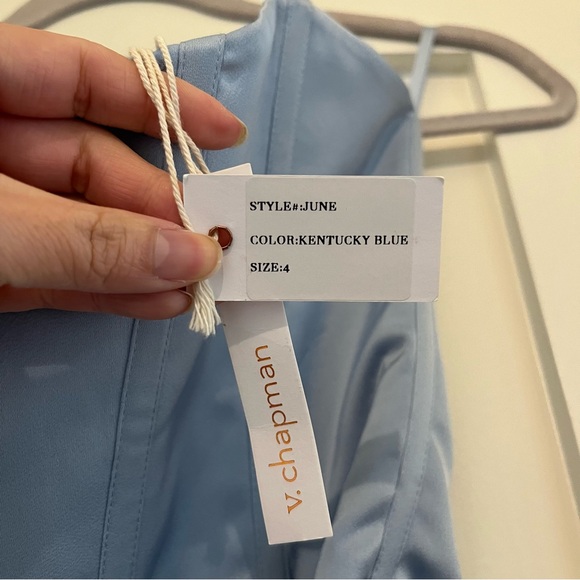 STYLE#:JUNE
COLOR:KENTUCKY BLUE
SIZE:4
v. chapman